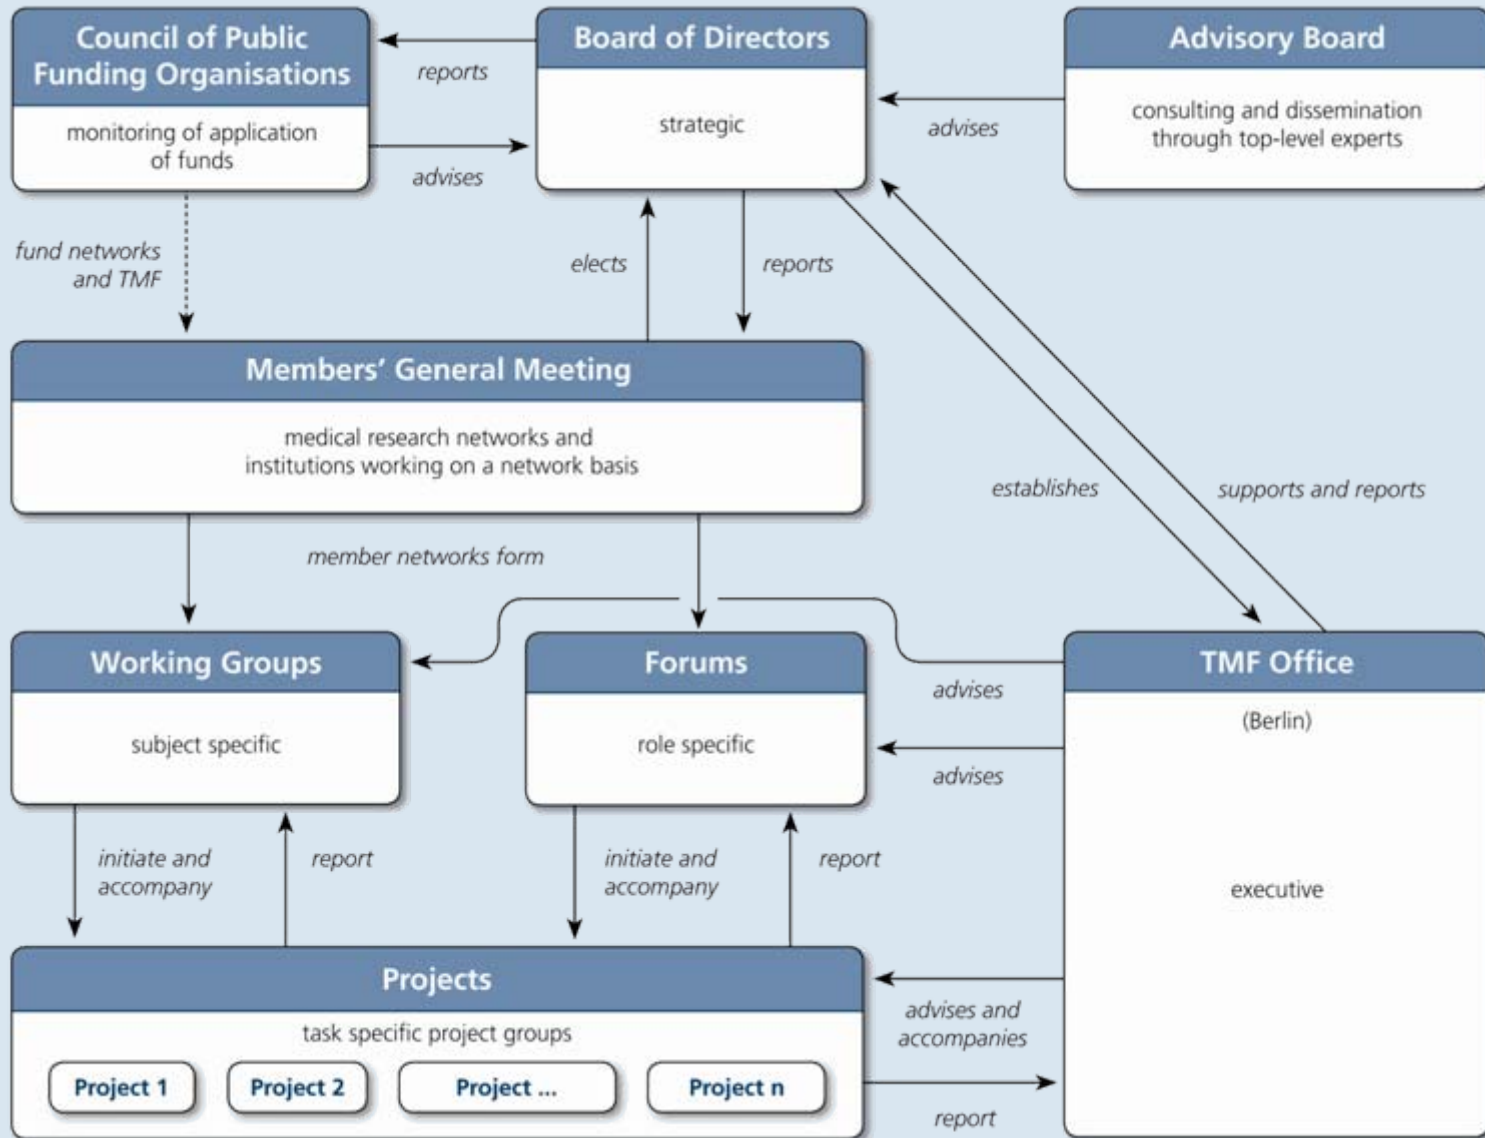 Council of Public
Funding Organisations
monitoring of application
of funds
reports
advises
Board of Directors
strategic
advises
Advisory Board
consulting and dissemination
through top-level experts
fund networks
and TMF
elects
reports
Members’ General Meeting
medical research networks and
institutions working on a network basis
establishes
supports and reports
member networks form
Working Groups
subject specific
Forums
role specific
advises
advises
TMF Office
(Berlin)
executive
initiate and
accompany
report
initiate and
accompany
report
Projects
task specific project groups
Project 1
Project 2
Project ...
Project n
advises and
accompanies
report